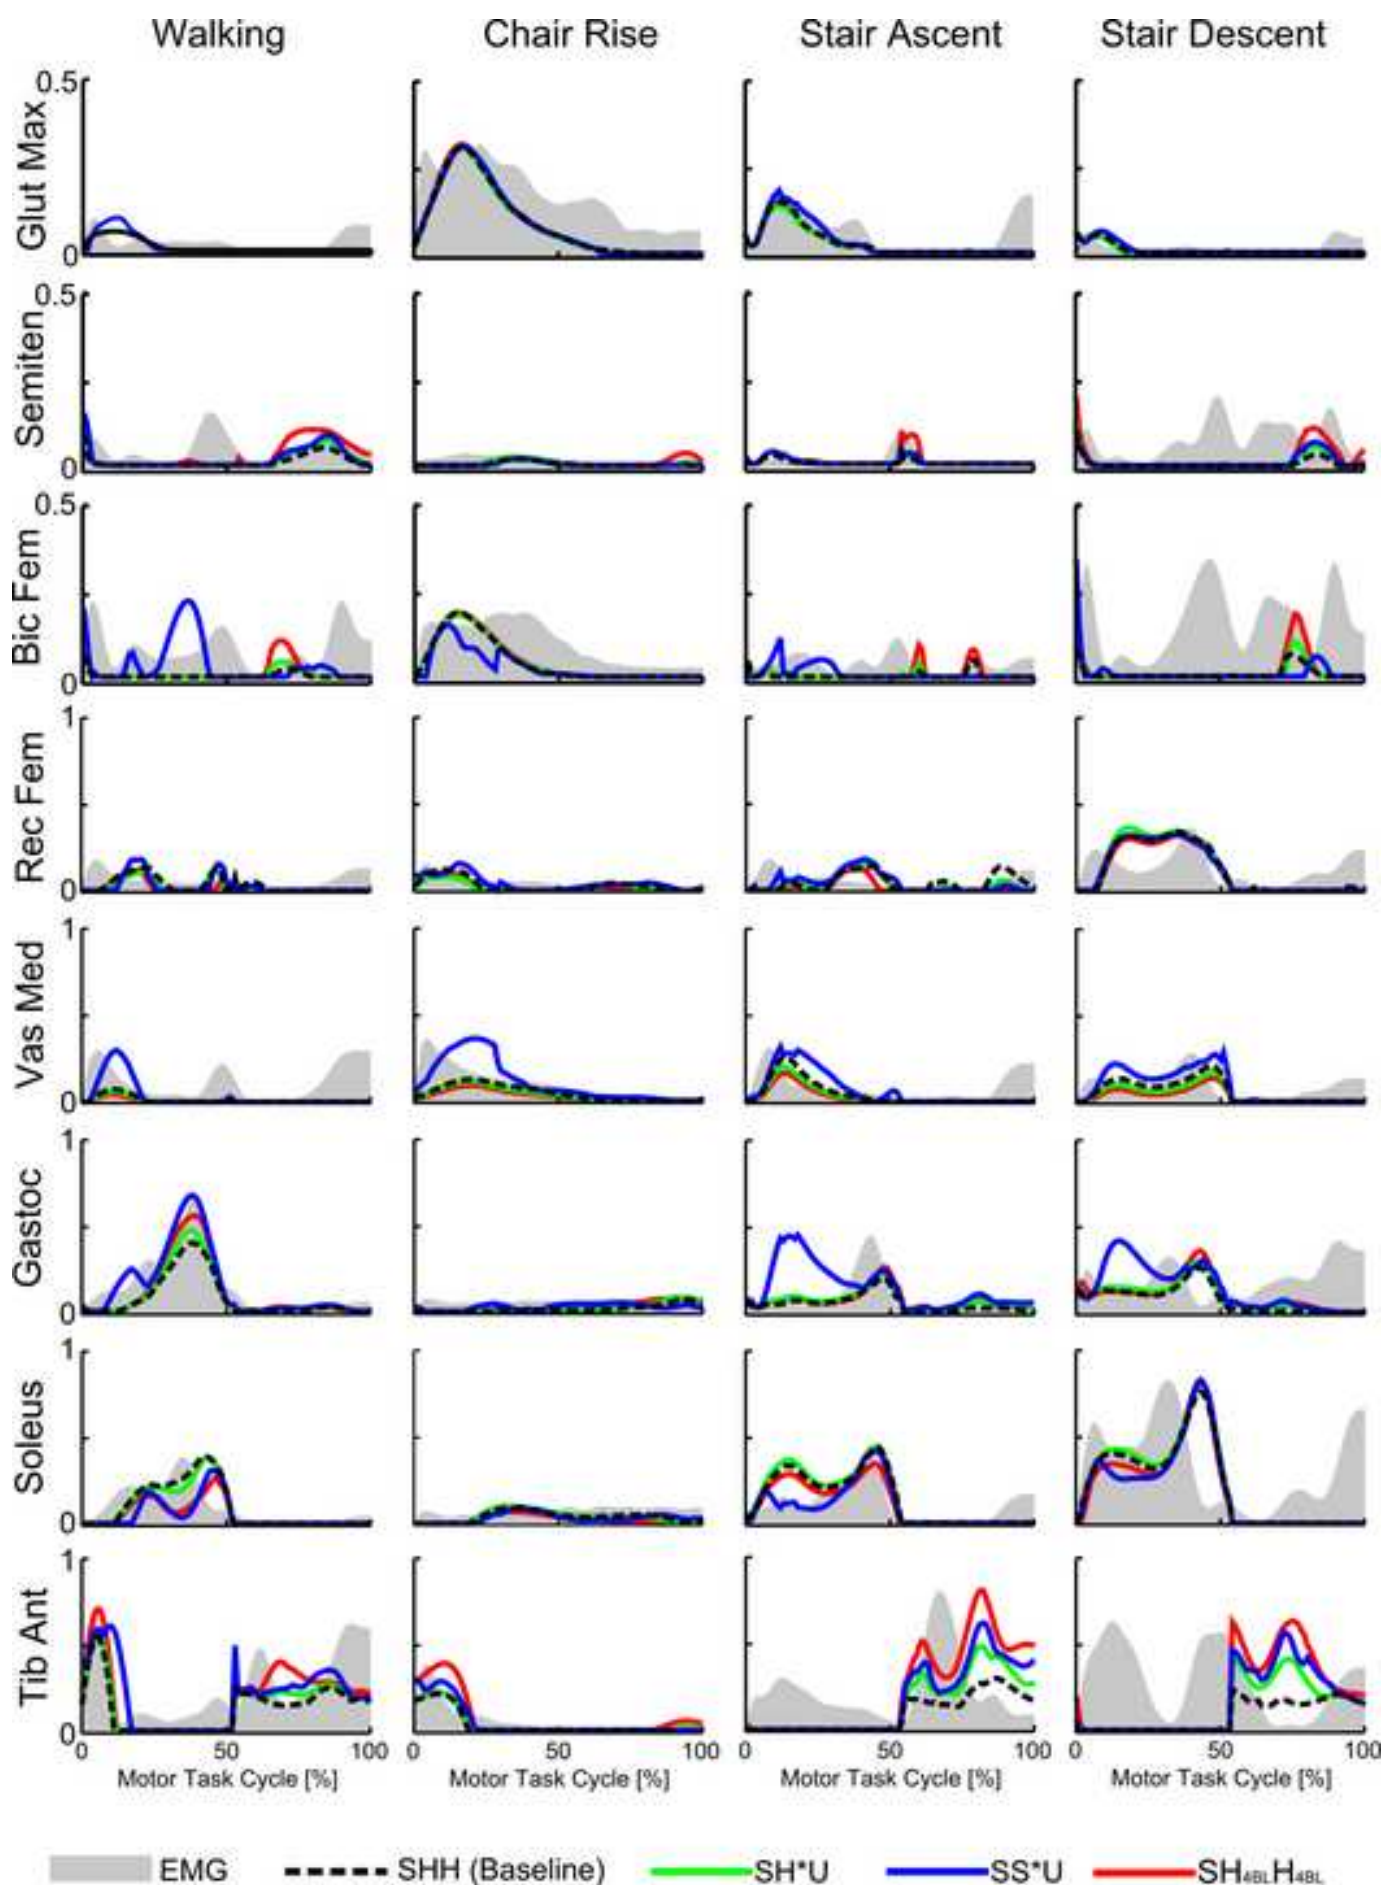 Walking Chair Rise Stair Ascent Stair Descent
Glut Max
0.5
0
Semiten
0.5
0
Bic Fem
0.5
0
Rec Fem
1
0
Vas Med
1
0
Gastoc
1
0
Soleus
1
0
Tib Ant
1
0
0 50 100 0 50 100 0 50 100 0 50 100
Motor Task Cycle [%] Motor Task Cycle [%] Motor Task Cycle [%] Motor Task Cycle [%]
EMG SHH (Baseline) SH*U SS*U SH4BLH4BL